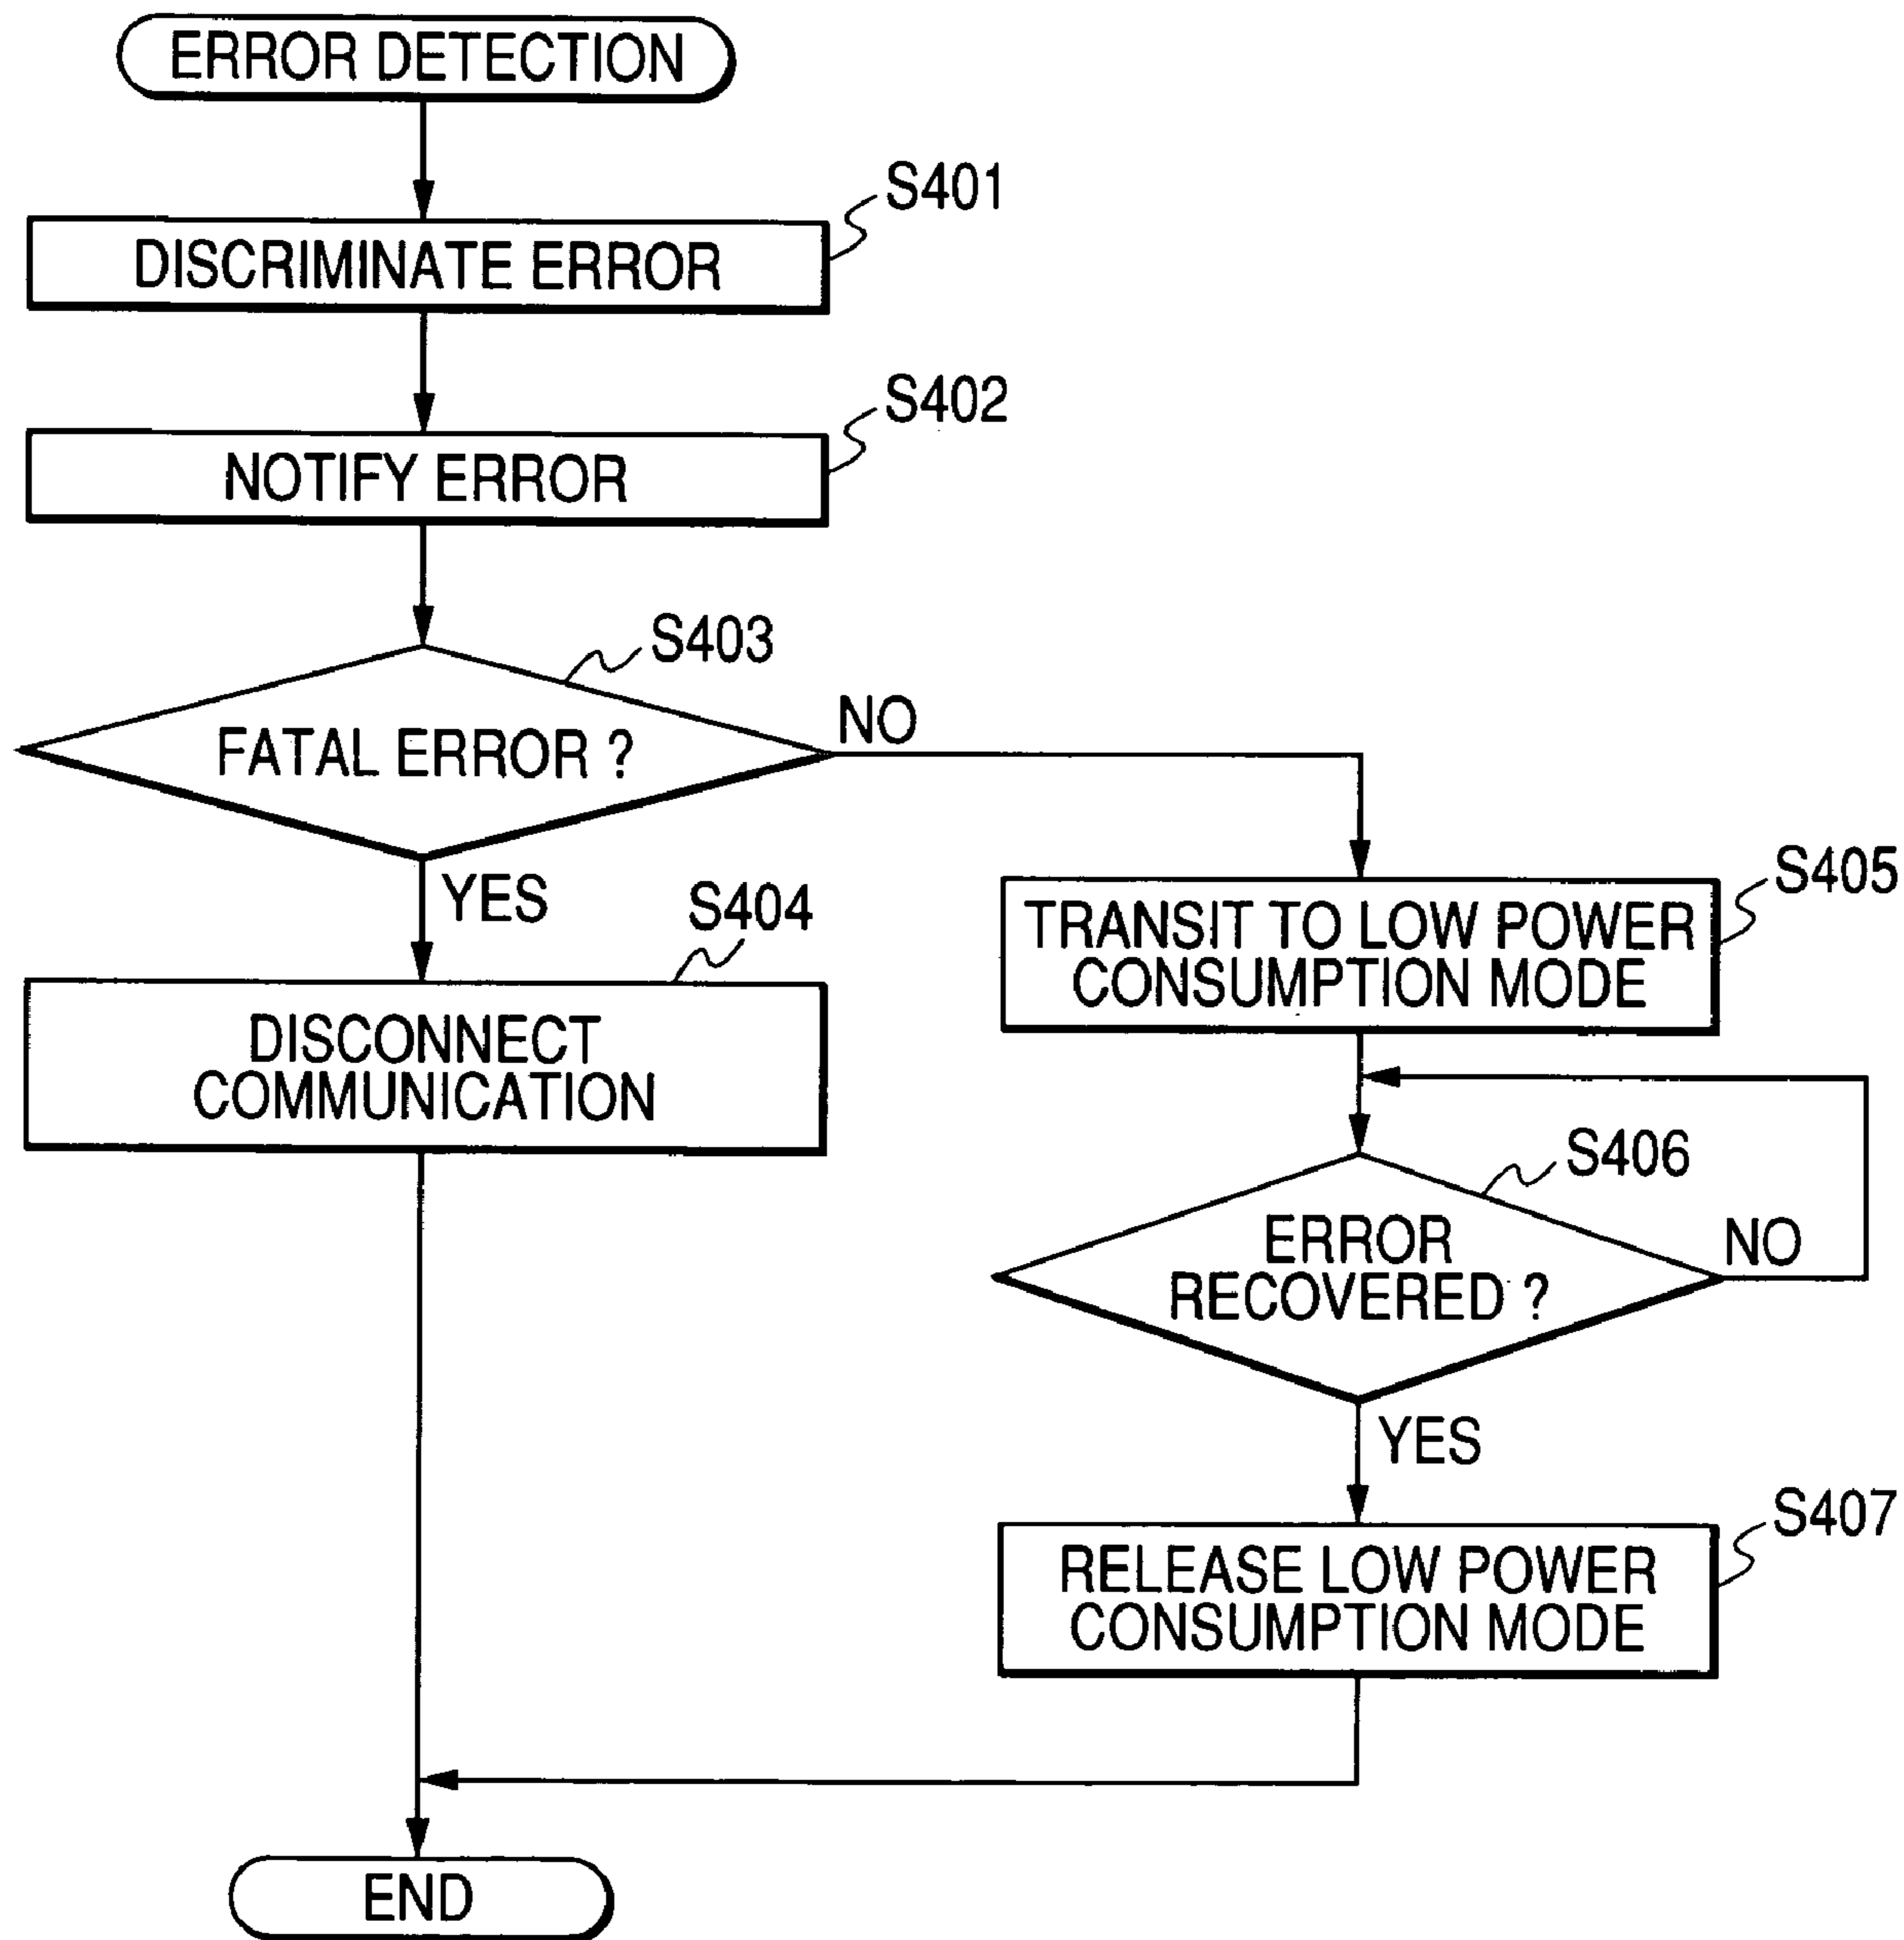 ERROR DETECTION
S401
DISCRIMINATE ERROR
S402
NOTIFY ERROR
S403
FATAL ERROR ?
NO
YES
S404
DISCONNECT
COMMUNICATION
S405
TRANSIT TO LOW POWER
CONSUMPTION MODE
S406
ERROR
RECOVERED ?
NO
YES
S407
RELEASE LOW POWER
CONSUMPTION MODE
END